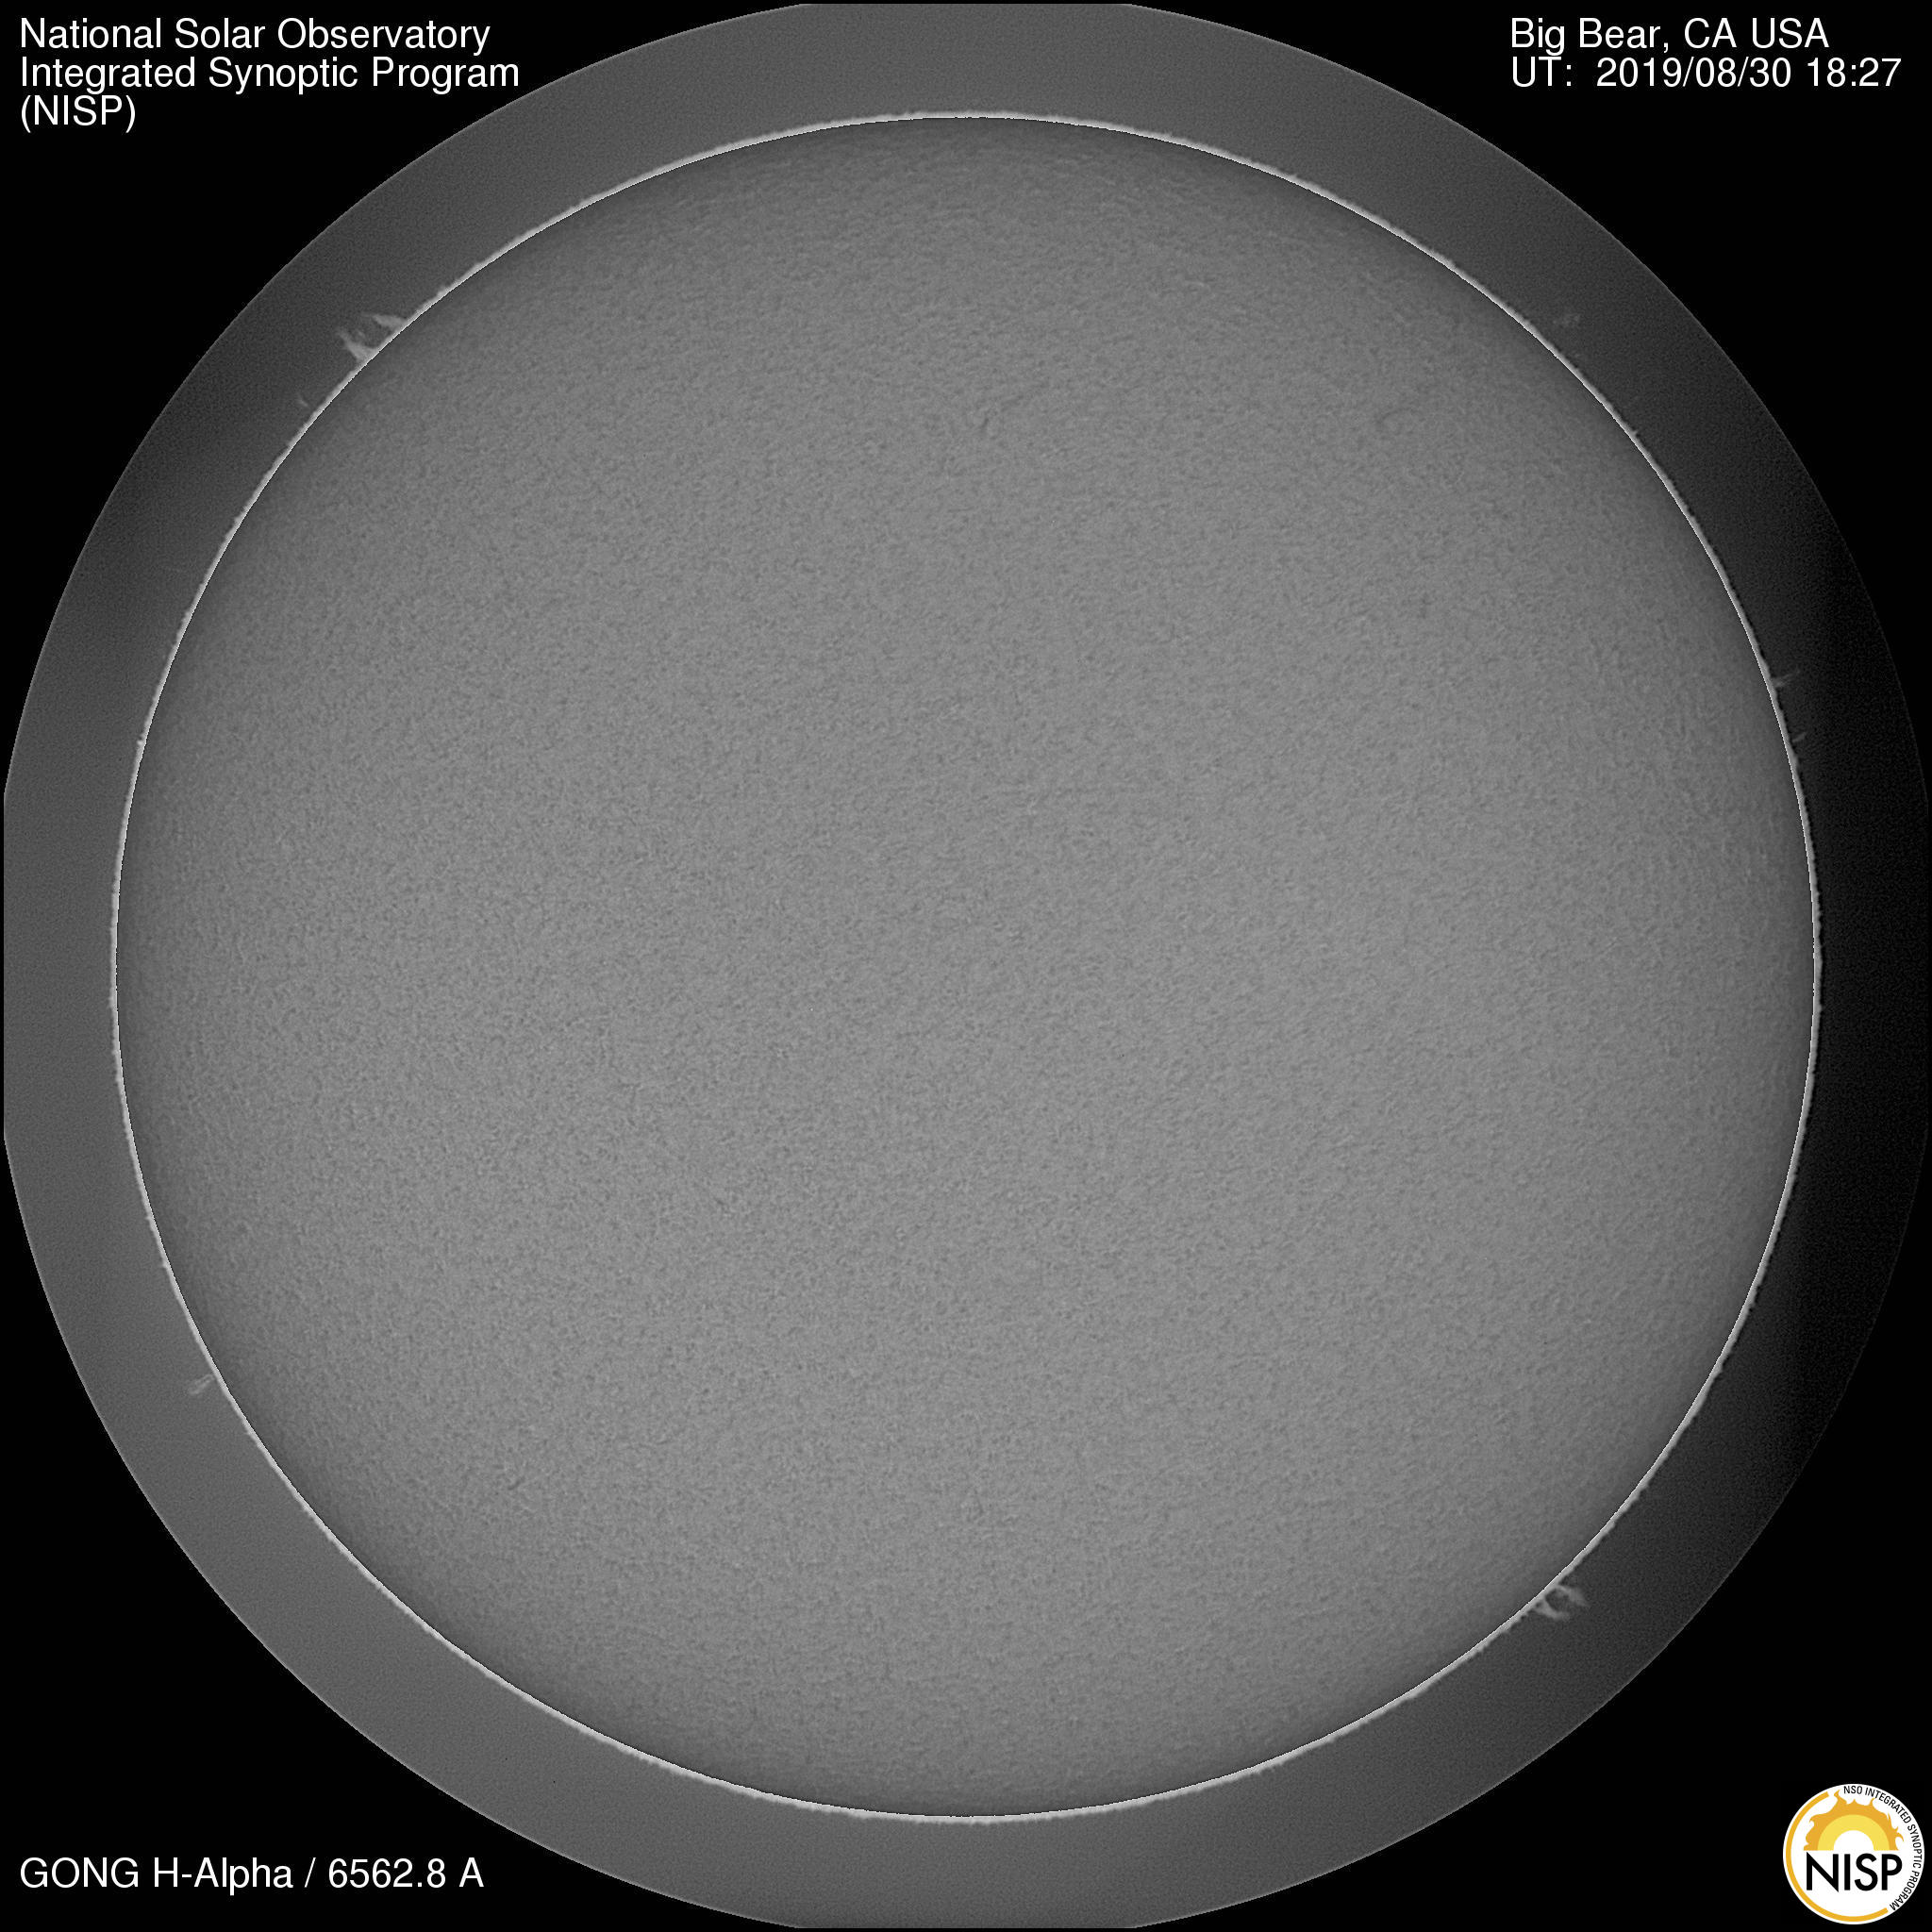 National Solar Observatory
Integrated Synoptic Program
(NISP)
Big Bear, CA USA
UT: 2019/08/30 18:27
GONG H-Alpha / 6562.8 A
NSO INTEGRATED SYNOPTIC PROGRAM
NISP